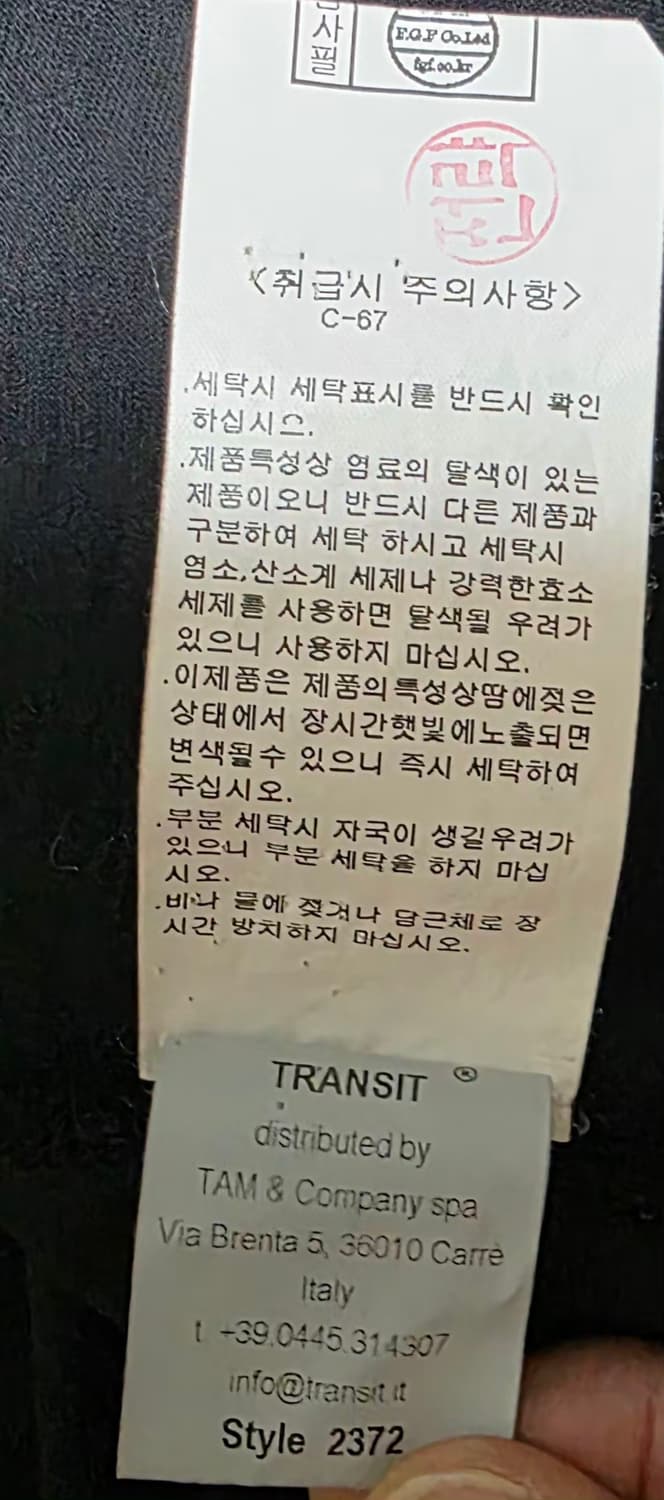 사
필
F.G.F Co.Ltd
fgf.co.kr
<취급시 주의사항>
C-67
.세탁시 세탁표시를 반드시 확인
하십시으.
.제품특성상 염료의 탈색이 있는
제품이오니 반드시 다른 제품과
구분하여 세탁 하시고 세탁시
염소,산소계 세제나 강력한효소
세제를 사용하면 탈색될 우려가
있으니 사용하지 마십시오.
.이제품은 제품의특성상땀에젖은
상태에서 장시간햇빛에노출되면
변색될수 있으니 즉시 세탁하여
주십시오.
.부분 세탁시 자국이 생길우려가
있으니 부분 세탁을 하지 마십
시오.
.비나 물에 젖거나 담근체로 장
시간 방치하지 마십시오.
TRANSIT ®
distributed by
TAM & Company spa
Via Brenta 5, 36010 Carrè
Italy
t +39.0445.314307
info@transit.it
Style 2372